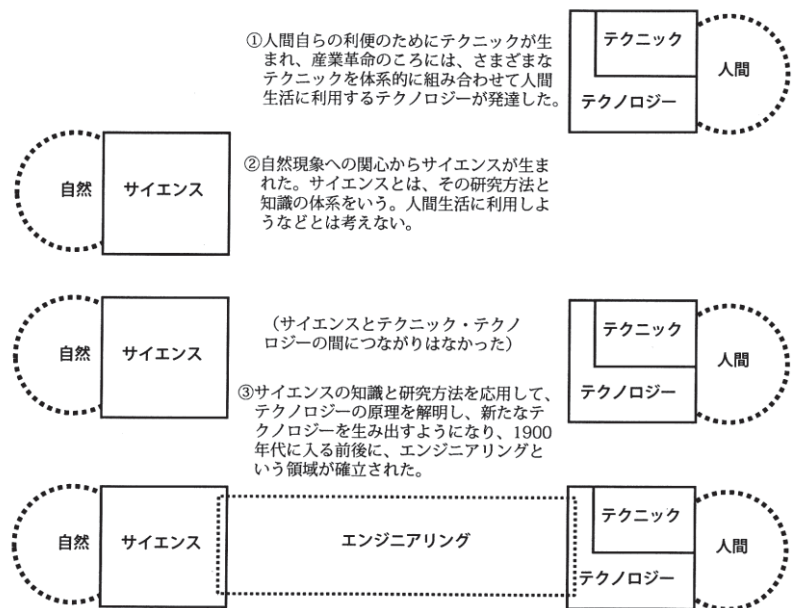 ①人間自らの利便のためにテクニックが生
まれ、産業革命のころには、さまざまな
テクニックを体系的に組み合わせて人間
生活に利用するテクノロジーが発達した。
テクニック
テクノロジー
人間
自然
サイエンス
②自然現象への関心からサイエンスが生ま
れた。サイエンスとは、その研究方法と
知識の体系をいう。人間生活に利用しよ
うなどとは考えない。
自然
サイエンス
（サイエンスとテクニック・テクノ
ロジーの間につながりはなかった）
テクニック
テクノロジー
人間
③サイエンスの知識と研究方法を応用して、
テクノロジーの原理を解明し、新たなテ
クノロジーを生み出すようになり、1900
年代に入る前後に、エンジニアリングと
いう領域が確立された。
自然
サイエンス
エンジニアリング
テクニック
テクノロジー
人間